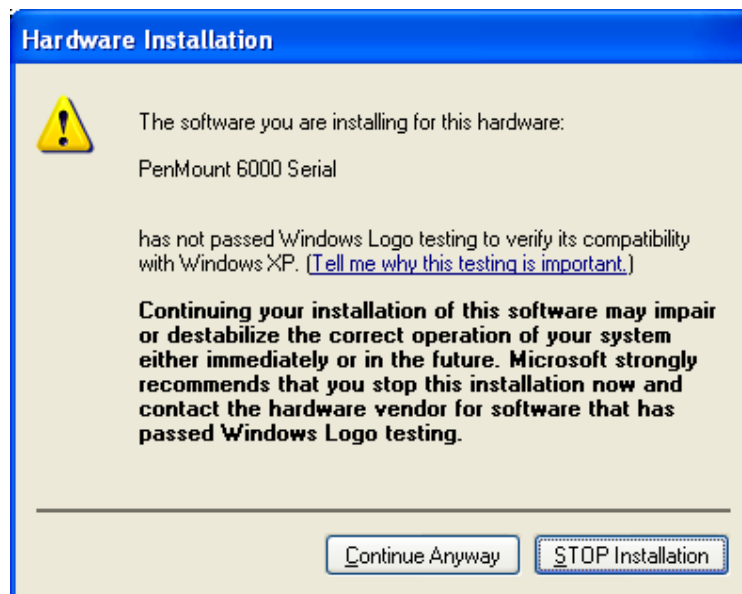 Hardware Installation
The software you are installing for this hardware:
PenMount 6000 Serial
has not passed Windows Logo testing to verify its compatibility
with Windows XP. (Tell me why this testing is important.)
Continuing your installation of this software may impair
or destabilize the correct operation of your system
either immediately or in the future. Microsoft strongly
recommends that you stop this installation now and
contact the hardware vendor for software that has
passed Windows Logo testing.
Continue Anyway
STOP Installation